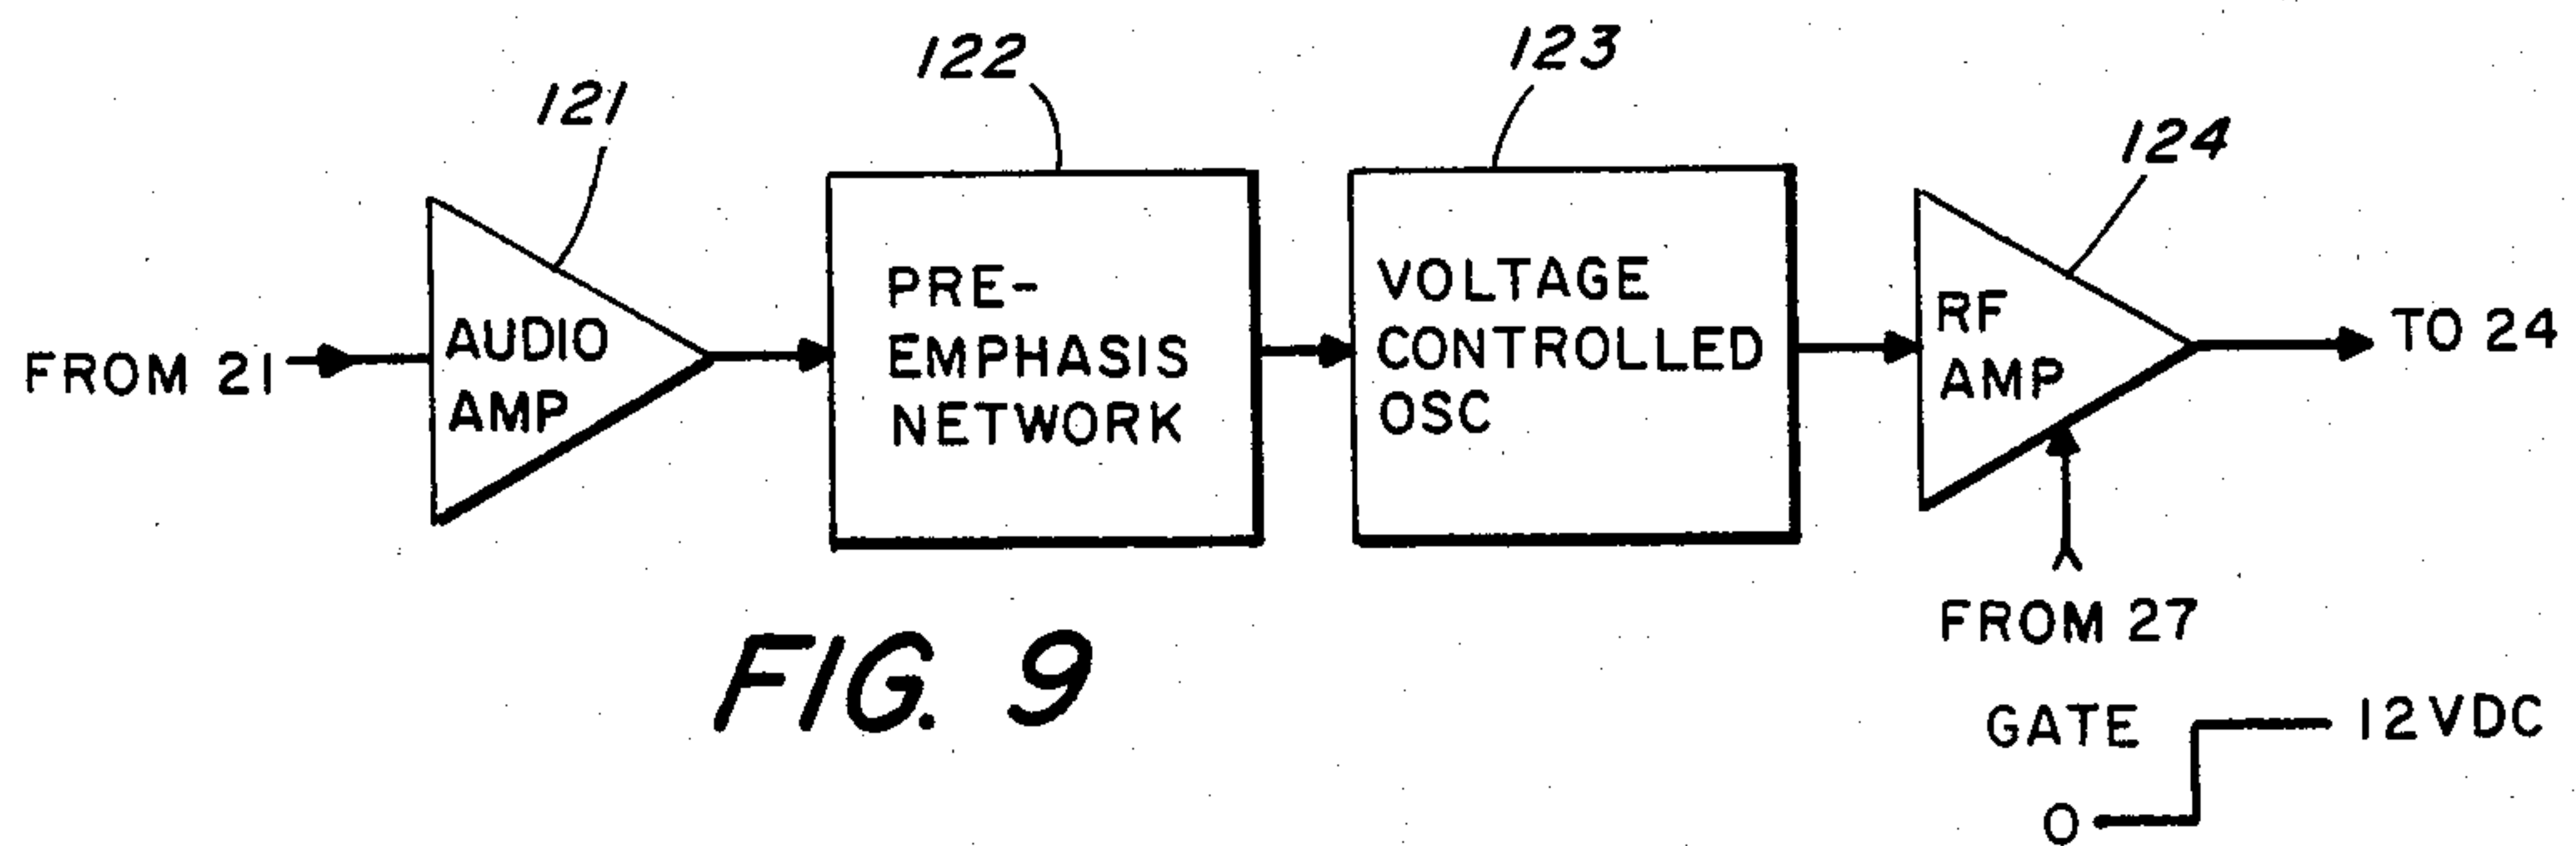 121
122
123
124
FROM 21
AUDIO
AMP
PRE-
EMPHASIS
NETWORK
VOLTAGE
CONTROLLED
OSC
RF
AMP
TO 24
FROM 27
GATE
12VDC
0
FIG. 9